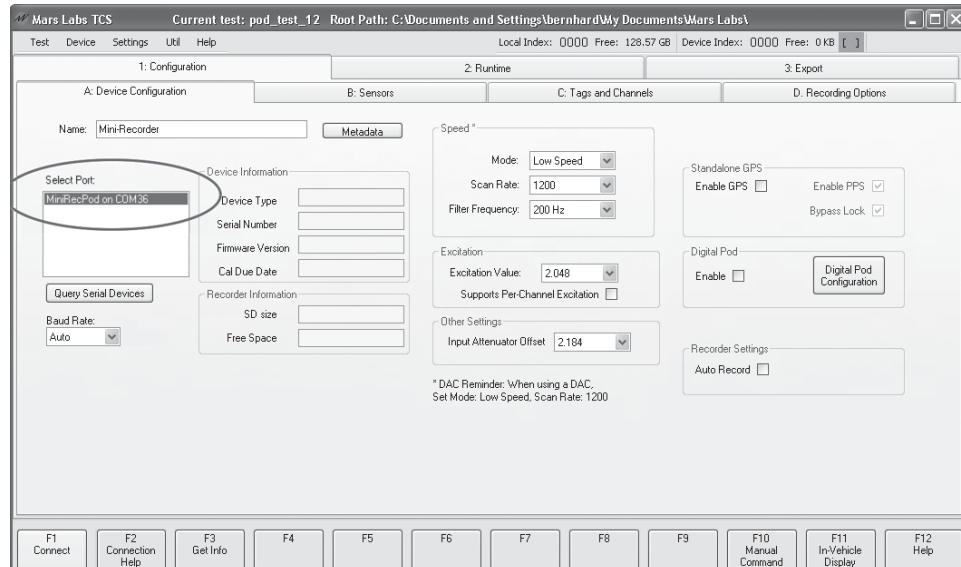 Mars Labs TCS Current test: pod_test_12 Root Path: C:\Documents and Settings\bernhard\My Documents\Mars Labs\
Test Device Settings Util Help Local Index: 0000 Free: 128.57 GB Device Index: 0000 Free: 0 KB [ ]
1: Configuration 2: Runtime 3: Export
A: Device Configuration B: Sensors C: Tags and Channels D. Recording Options
Name: Mini-Recorder Metadata
Select Port:
MiniRecPod on COM36
Query Serial Devices
Baud Rate:
Auto
Device Information
Device Type
Serial Number
Firmware Version
Cal Due Date
Recorder Information
SD size
Free Space
Speed *
Mode: Low Speed
Scan Rate: 1200
Filter Frequency: 200 Hz
Excitation
Excitation Value: 2.048
Supports Per-Channel Excitation
Other Settings
Input Attenuator Offset 2.184
* DAC Reminder: When using a DAC,
Set Mode: Low Speed, Scan Rate: 1200
Standalone GPS
Enable GPS Enable PPS
Bypass Lock
Digital Pod
Enable Digital Pod
Configuration
Recorder Settings
Auto Record
F1 F2 F3 F4 F5 F6 F7 F8 F9 F10 F11 F12
Connect Connection Get Info Manual In-Vehicle Help
Help Command Display